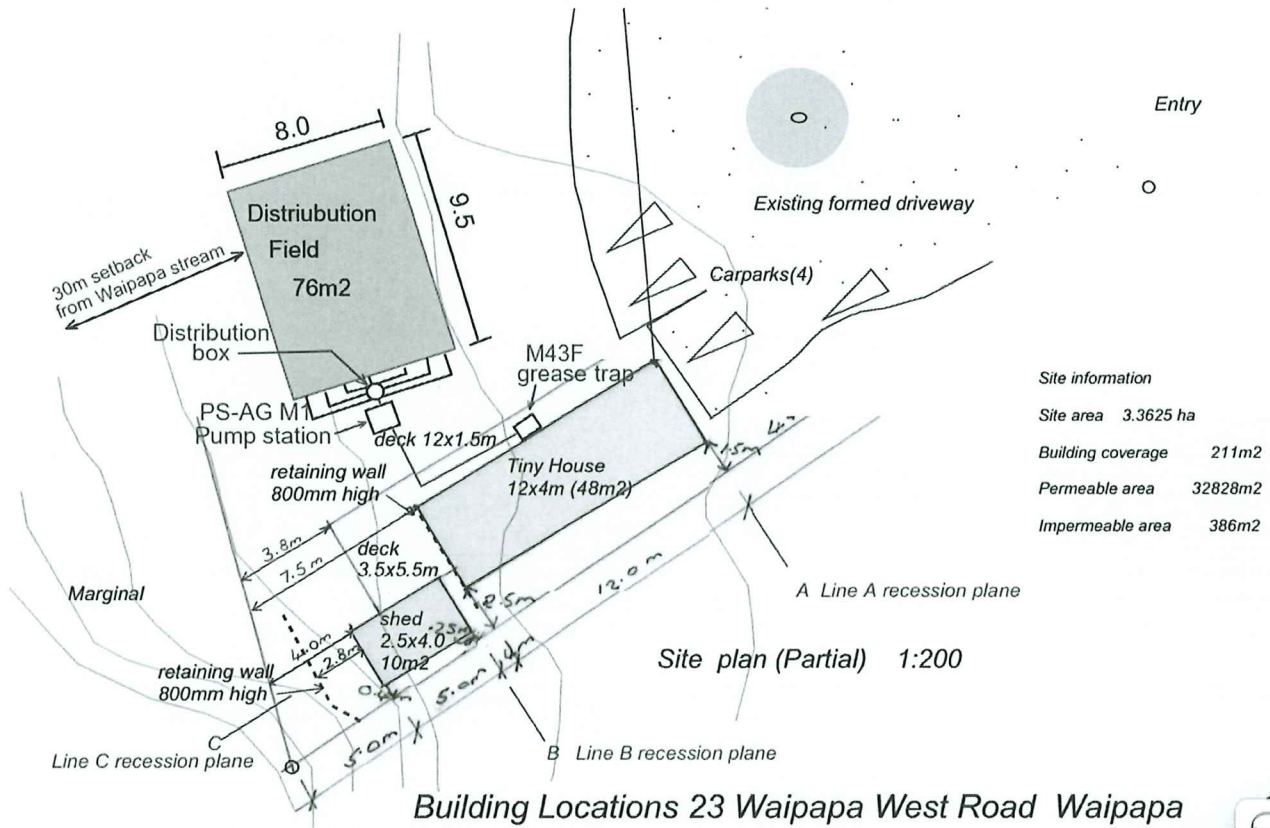 Entry
8.0
9.5
Distriubution
Field
76m2
30m setback
from Waipapa stream
Existing formed driveway
Carparks(4)
Distribution
box
M43F
grease trap
PS-AG M1
Pump station
deck 12x1.5m
Site information
Site area 3.3625 ha
Building coverage 211m2
Permeable area 32828m2
Impermeable area 386m2
retaining wall
800mm high
Tiny House
12x4m (48m2)
1.5m
3.8m
7.5m
deck
3.5x5.5m
12.0m
A Line A recession plane
Marginal
2.5m
shed
2.5x4.0
10m2
.25m
4.0m
2.8m
Site plan (Partial) 1:200
retaining wall
800mm high
5.0m
5.0m
C
Line C recession plane
B Line B recession plane
Building Locations 23 Waipapa West Road Waipapa